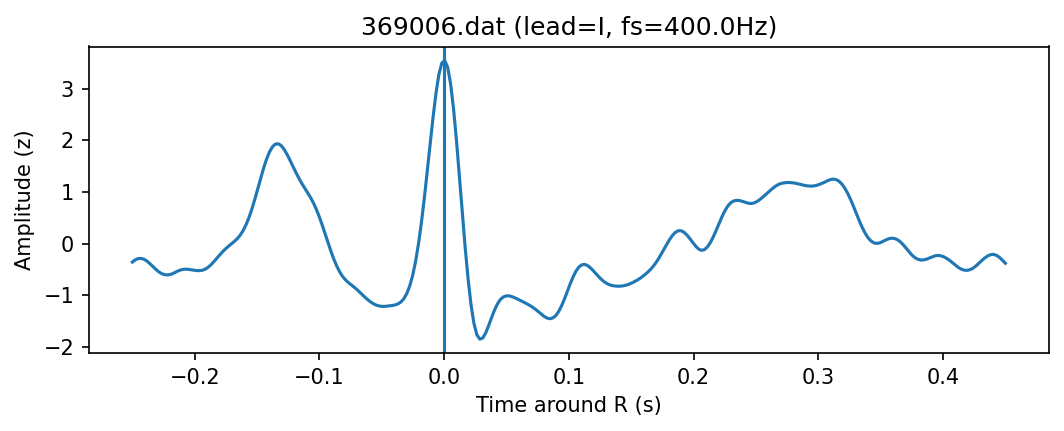 369006.dat (lead=I, fs=400.0Hz)
Amplitude (z)
3
2
1
0
−1
−2
−0.2 −0.1 0.0 0.1 0.2 0.3 0.4
Time around R (s)